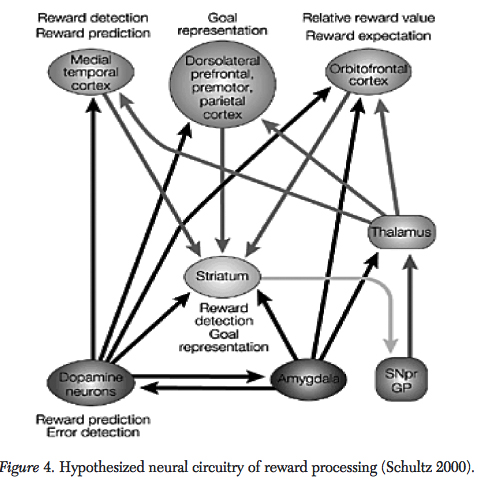 Reward detection
Reward prediction
Goal
representation
Relative reward value
Reward expectation
Medial
temporal
cortex
Dorsolateral
prefrontal,
premotor,
parietal
cortex
Orbitofrontal
cortex
Thalamus
Striatum
Reward
detection
Goal
representation
Dopamine
neurons
Amygdala
SNpr
GP
Reward prediction
Error detection
Figure 4. Hypothesized neural circuitry of reward processing (Schultz 2000).